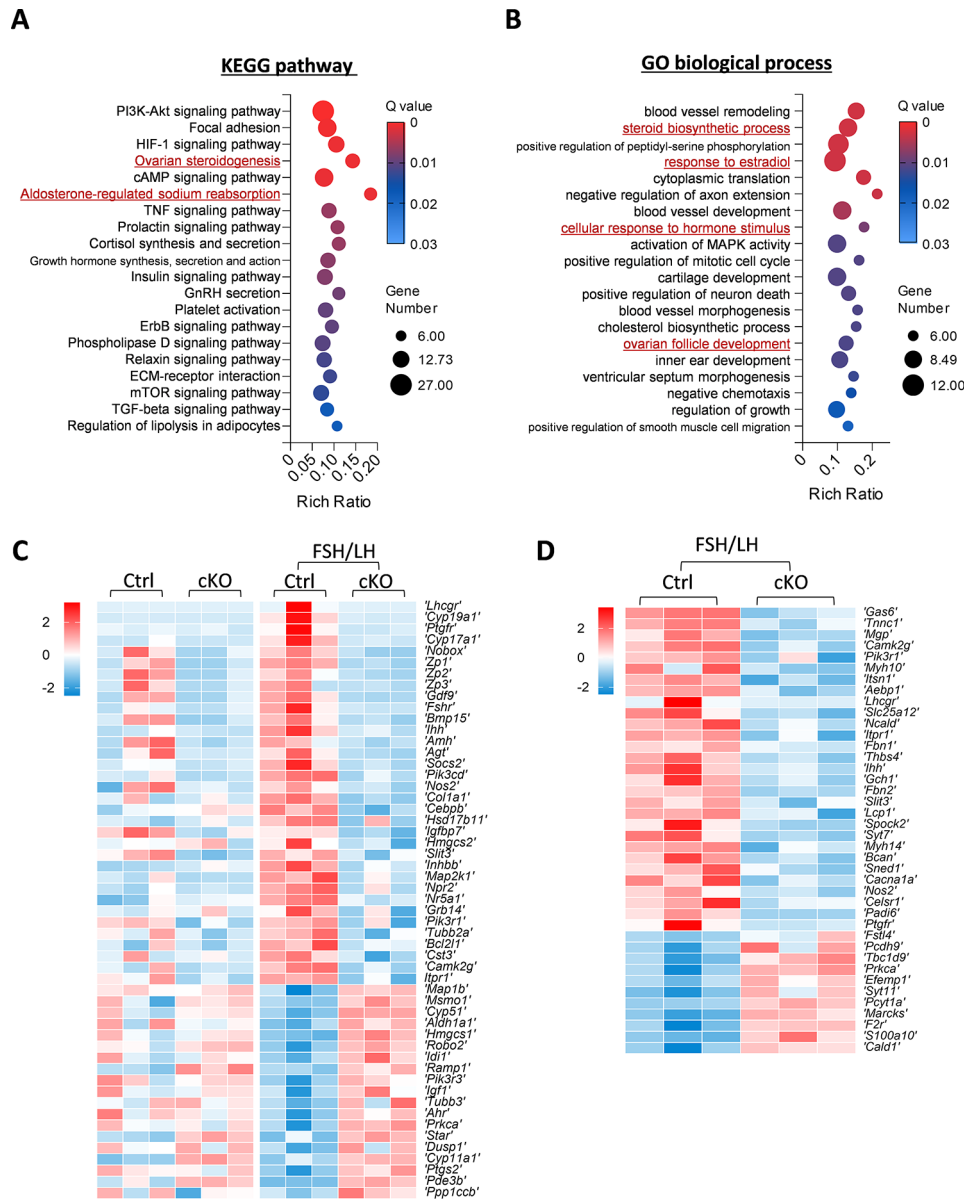 A
KEGG pathway
PI3K-Akt signaling pathway
Focal adhesion
HIF-1 signaling pathway
Ovarian steroidogenesis
cAMP signaling pathway
Aldosterone-regulated sodium reabsorption
TNF signaling pathway
Prolactin signaling pathway
Cortisol synthesis and secretion
Growth hormone synthesis, secretion and action
Insulin signaling pathway
GnRH secretion
Platelet activation
ErbB signaling pathway
Phospholipase D signaling pathway
Relaxin signaling pathway
ECM-receptor interaction
mTOR signaling pathway
TGF-beta signaling pathway
Regulation of lipolysis in adipocytes
0 0.05 0.10 0.15 0.20
Rich Ratio
Q value
0
0.01
0.02
0.03
Gene
Number
6.00
12.73
27.00
B
GO biological process
blood vessel remodeling
steroid biosynthetic process
positive regulation of peptidyl-serine phosphorylation
response to estradiol
cytoplasmic translation
negative regulation of axon extension
blood vessel development
cellular response to hormone stimulus
activation of MAPK activity
positive regulation of mitotic cell cycle
cartilage development
positive regulation of neuron death
blood vessel morphogenesis
cholesterol biosynthetic process
ovarian follicle development
inner ear development
ventricular septum morphogenesis
negative chemotaxis
regulation of growth
positive regulation of smooth muscle cell migration
0 0.1 0.2
Rich Ratio
Q value
0
0.01
0.02
0.03
Gene
Number
6.00
8.49
12.00
C
FSH/LH
Ctrl cKO Ctrl cKO
2
0
-2
'Lhcgr'
'Cyp19a1'
'Ptgfr'
'Cyp17a1'
'Nobox'
'Zp1'
'Zp2'
'Zp3'
'Gdf9'
'Fshr'
'Bmp15'
'Ihh'
'Amh'
'Agt'
'Socs2'
'Pik3cd'
'Nos2'
'Col1a1'
'Cebpb'
'Hsd17b11'
'Igfbp7'
'Hmgcs2'
'Slit3'
'Inhbb'
'Map2k1'
'Npr2'
'Nr5a1'
'Grb14'
'Pik3r1'
'Tubb2a'
'Bcl2l1'
'Cst3'
'Camk2g'
'Itpr1'
'Map1b'
'Msmo1'
'Cyp51'
'Aldh1a1'
'Hmgcs1'
'Robo2'
'Idi1'
'Ramp1'
'Pik3r3'
'Igf1'
'Tubb3'
'Ahr'
'Prkca'
'Star'
'Dusp1'
'Cyp11a1'
'Ptgs2'
'Pde3b'
'Ppp1ccb'
D
FSH/LH
Ctrl cKO
2
0
-2
'Gas6'
'Tnnc1'
'Mgp'
'Camk2g'
'Pik3r1'
'Myh10'
'Itsn1'
'Aebp1'
'Lhcgr'
'Slc25a12'
'Ncald'
'Itpr1'
'Fbn1'
'Thbs4'
'Ihh'
'Gch1'
'Fbn2'
'Slit3'
'Lcp1'
'Spock2'
'Syt7'
'Myh14'
'Bcan'
'Sned1'
'Cacna1a'
'Nos2'
'Celsr1'
'Padi6'
'Ptgfr'
'Fstl4'
'Pcdh9'
'Tbc1d9'
'Prkca'
'Efemp1'
'Syt11'
'Pcyt1a'
'Marcks'
'F2r'
'S100a10'
'Cald1'